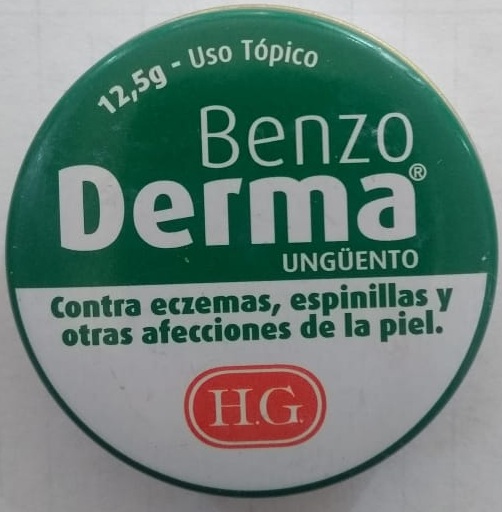 12,5g - Uso Tópico
Benzo
Derma®
UNGÜENTO
Contra eczemas, espinillas y
otras afecciones de la piel.
H.G.